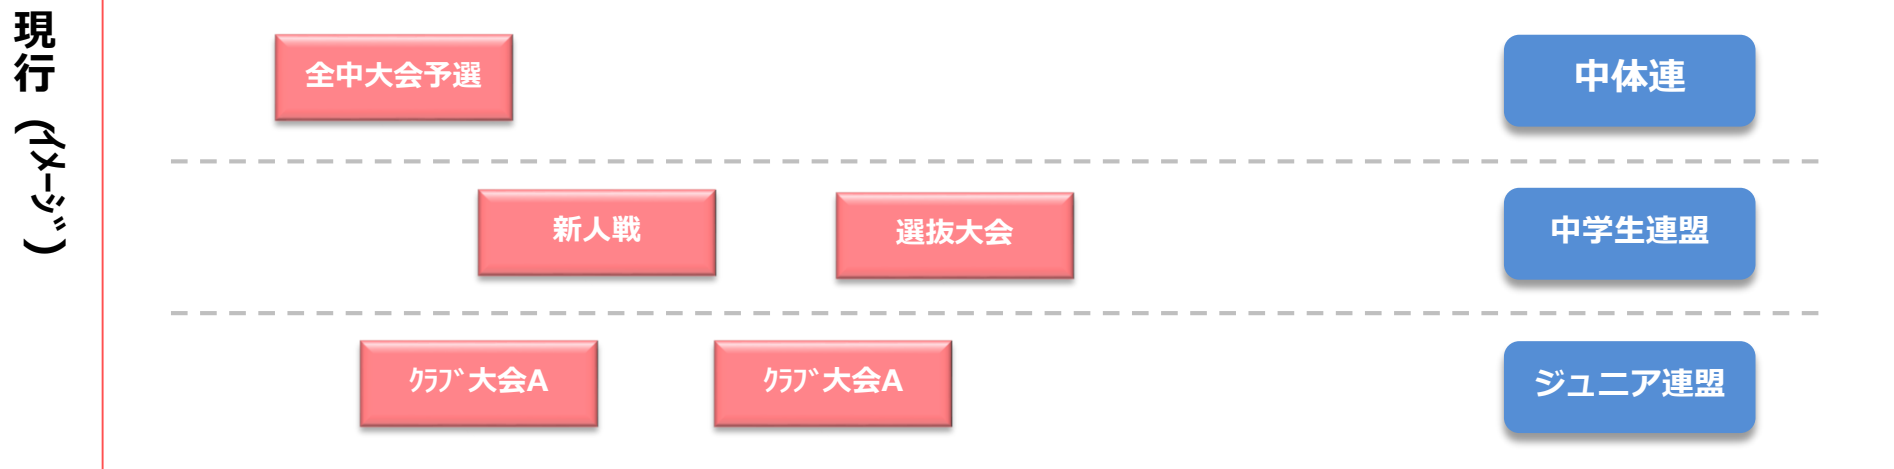 現行（ｲﾒｰｼﾞ）
全中大会予選
中体連
新人戦
選抜大会
中学生連盟
ｸﾗﾌﾞ大会A
ｸﾗﾌﾞ大会A
ジュニア連盟